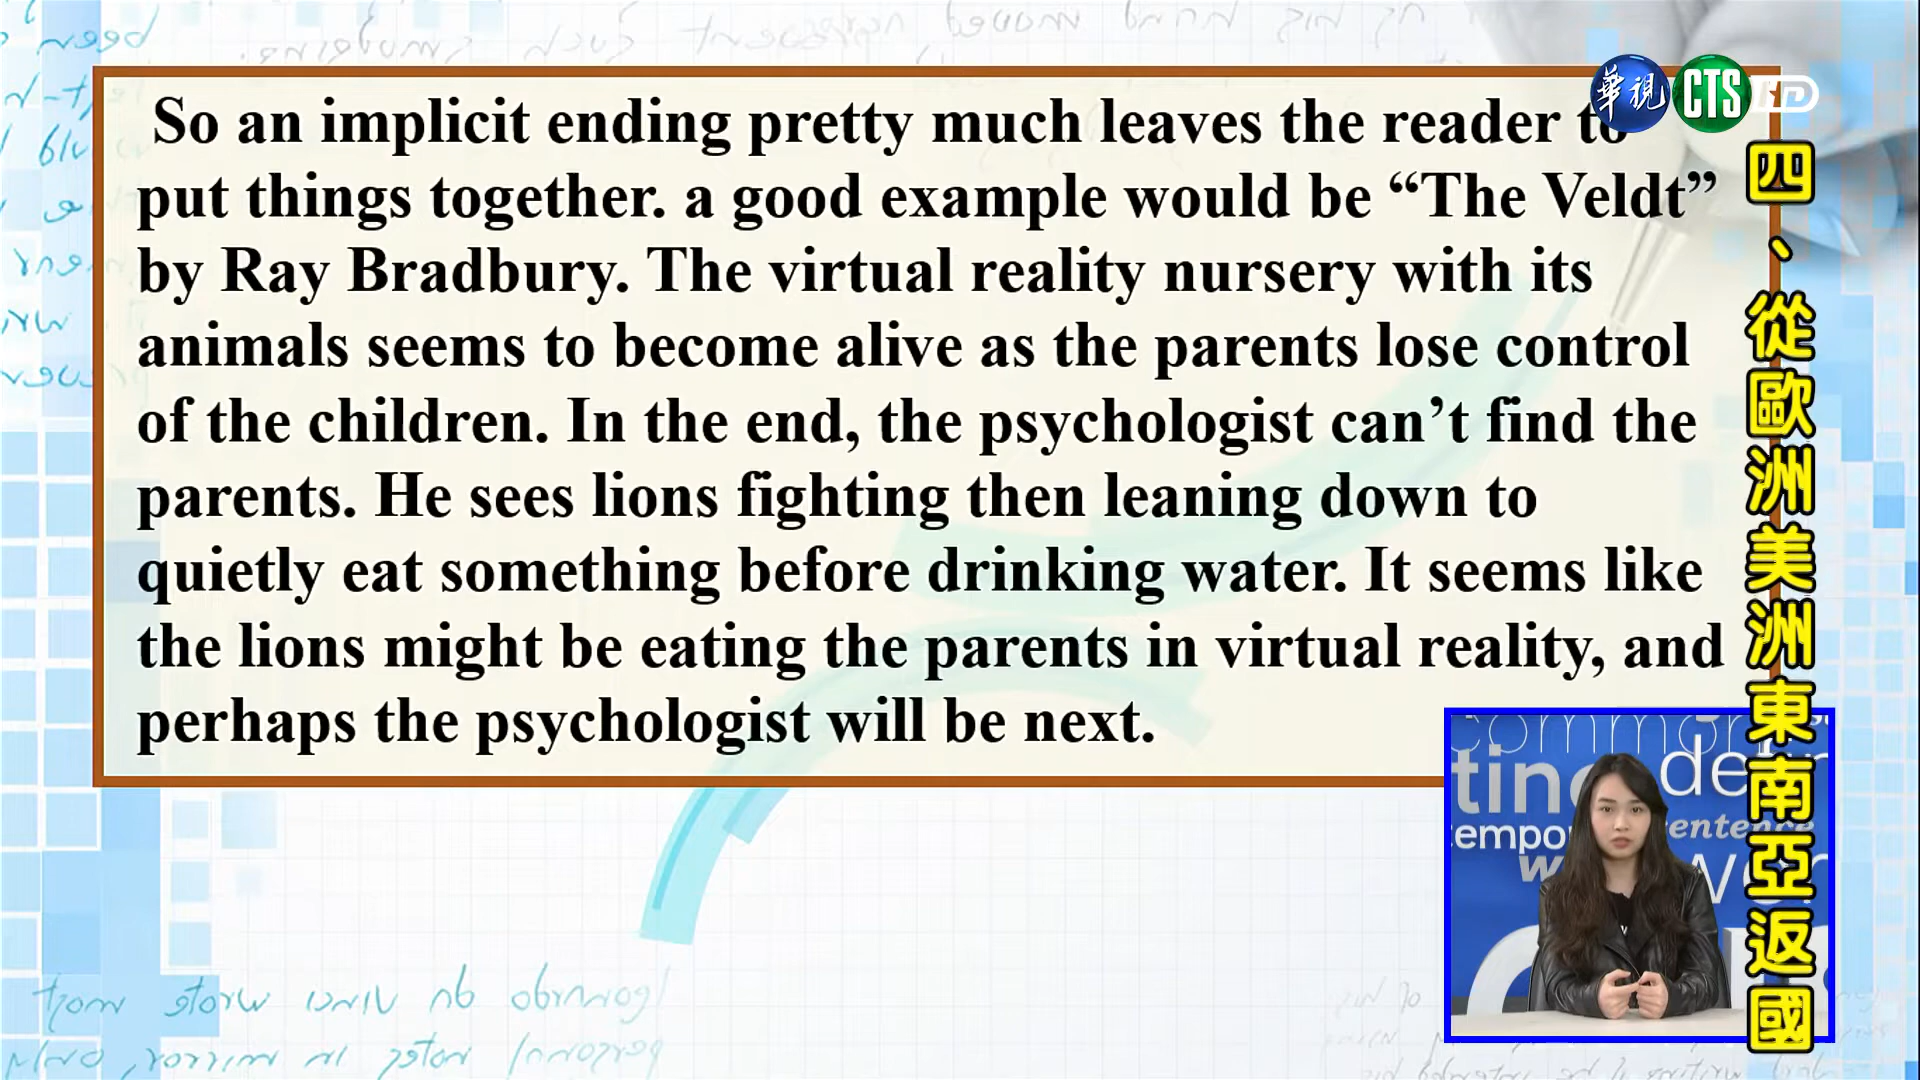 華視 CTS HD
So an implicit ending pretty much leaves the reader to
put things together. a good example would be “The Veldt”
by Ray Bradbury. The virtual reality nursery with its
animals seems to become alive as the parents lose control
of the children. In the end, the psychologist can’t find the
parents. He sees lions fighting then leaning down to
quietly eat something before drinking water. It seems like
the lions might be eating the parents in virtual reality, and
perhaps the psychologist will be next.
四、從歐洲美洲東南亞返國
common
de
tempo
sentence